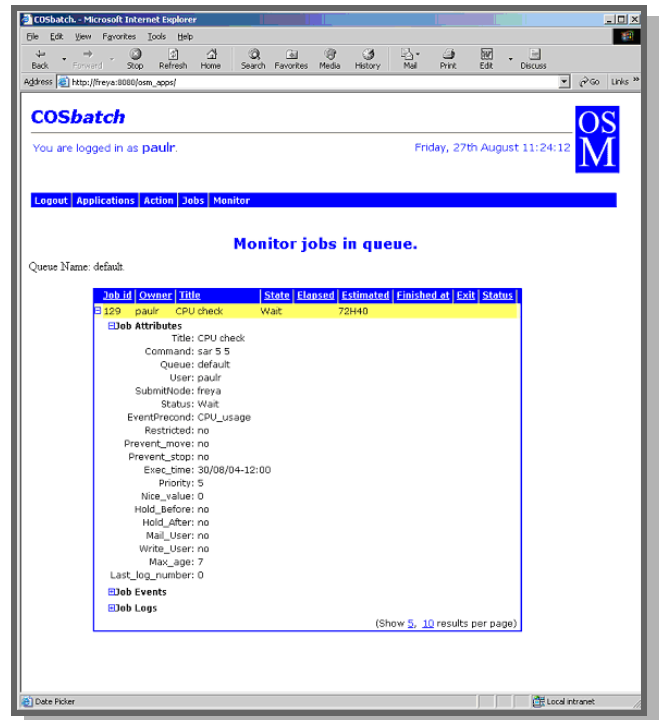 COSbatch. - Microsoft Internet Explorer
File Edit View Favorites Tools Help
Back Forward Stop Refresh Home Search Favorites Media History Mail Print Edit Discuss
Address http://freya:8080/osm_apps/ Go Links »
COSbatch
OS
M
You are logged in as paulr. Friday, 27th August 11:24:12
Logout Applications Action Jobs Monitor
Monitor jobs in queue.
Queue Name: default.
Job id Owner Title State Elapsed Estimated Finished at Exit Status
129 paulr CPU check Wait 72H40
Job Attributes
Title: CPU check
Command: sar 5 5
Queue: default
User: paulr
SubmitNode: freya
Status: Wait
EventPrecond: CPU_usage
Restricted: no
Prevent_move: no
Prevent_stop: no
Exec_time: 30/08/04-12:00
Priority: 5
Nice_value: 0
Hold_Before: no
Hold_After: no
Mail_User: no
Write_User: no
Max_age: 7
Last_log_number: 0
Job Events
Job Logs
(Show 5, 10 results per page)
Date Picker Local intranet